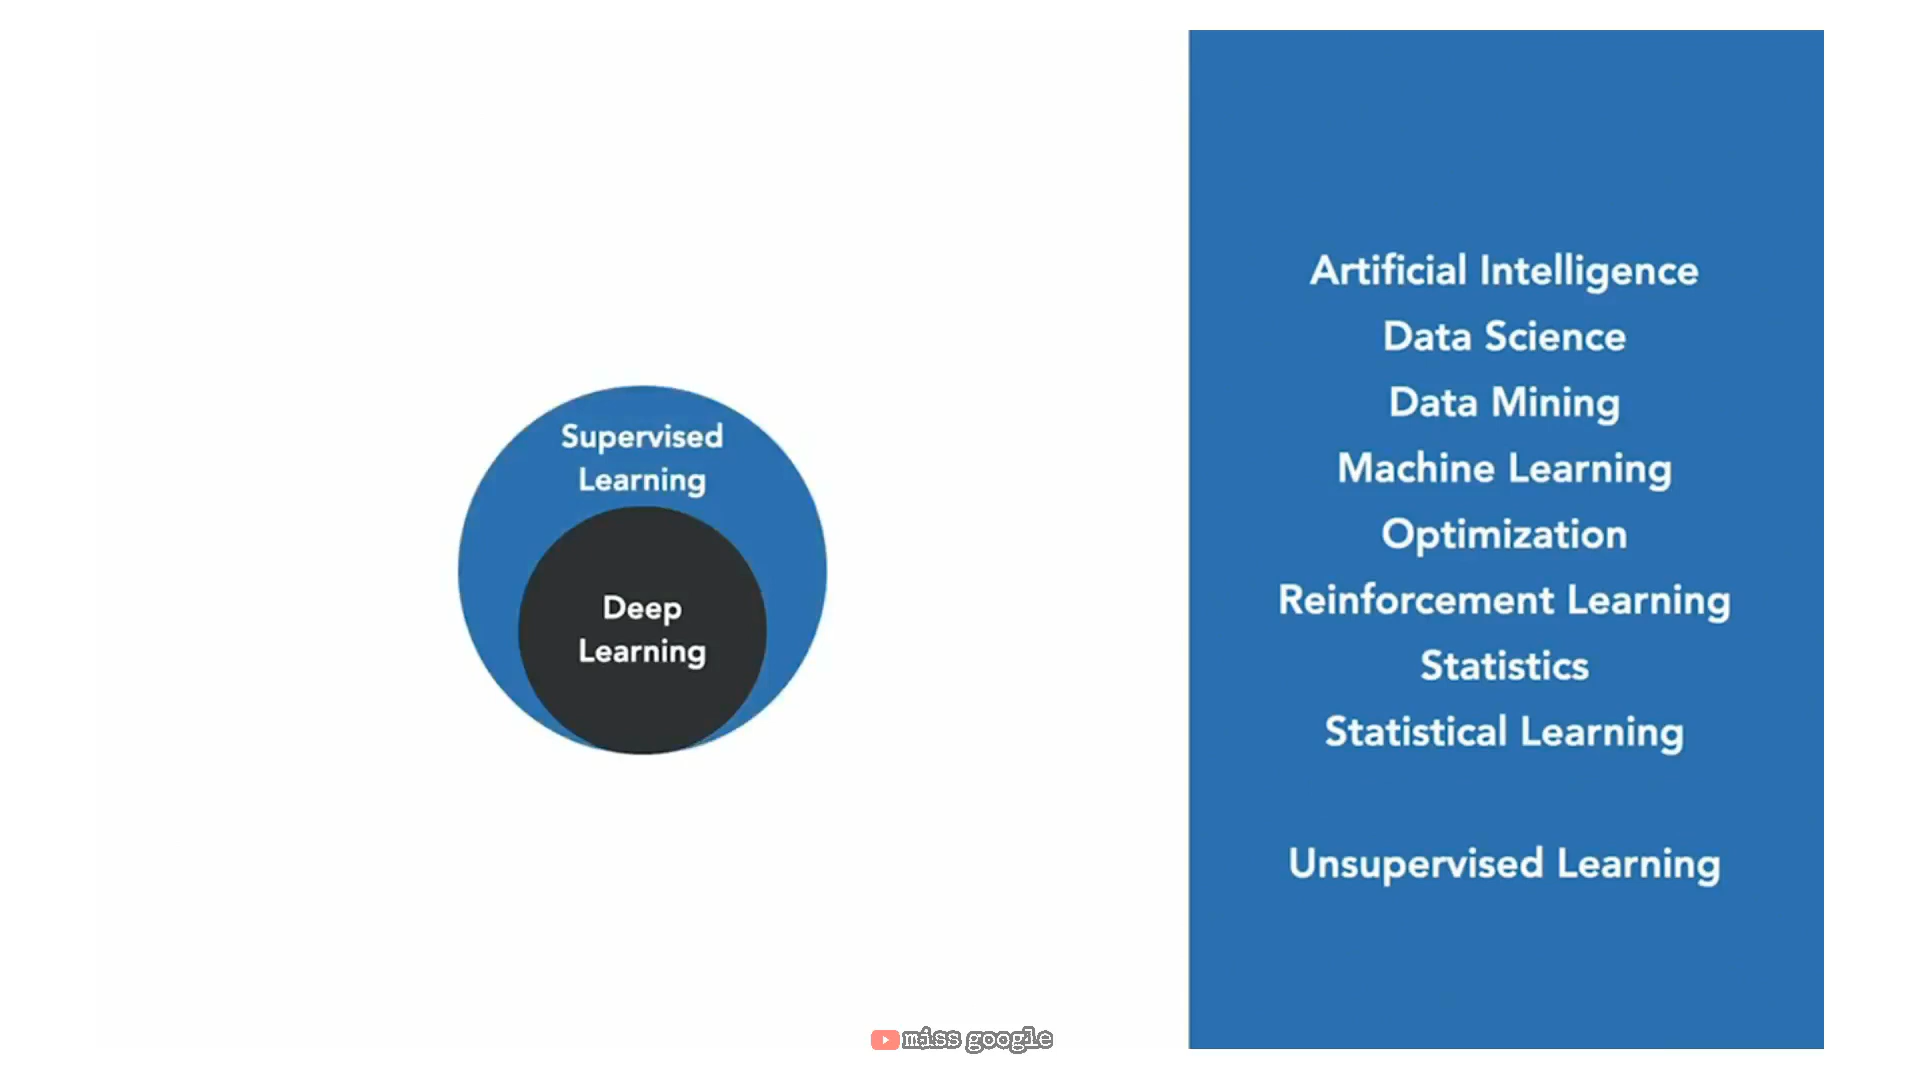 Supervised
Learning
Deep
Learning
Artificial Intelligence
Data Science
Data Mining
Machine Learning
Optimization
Reinforcement Learning
Statistics
Statistical Learning
Unsupervised Learning
miss google